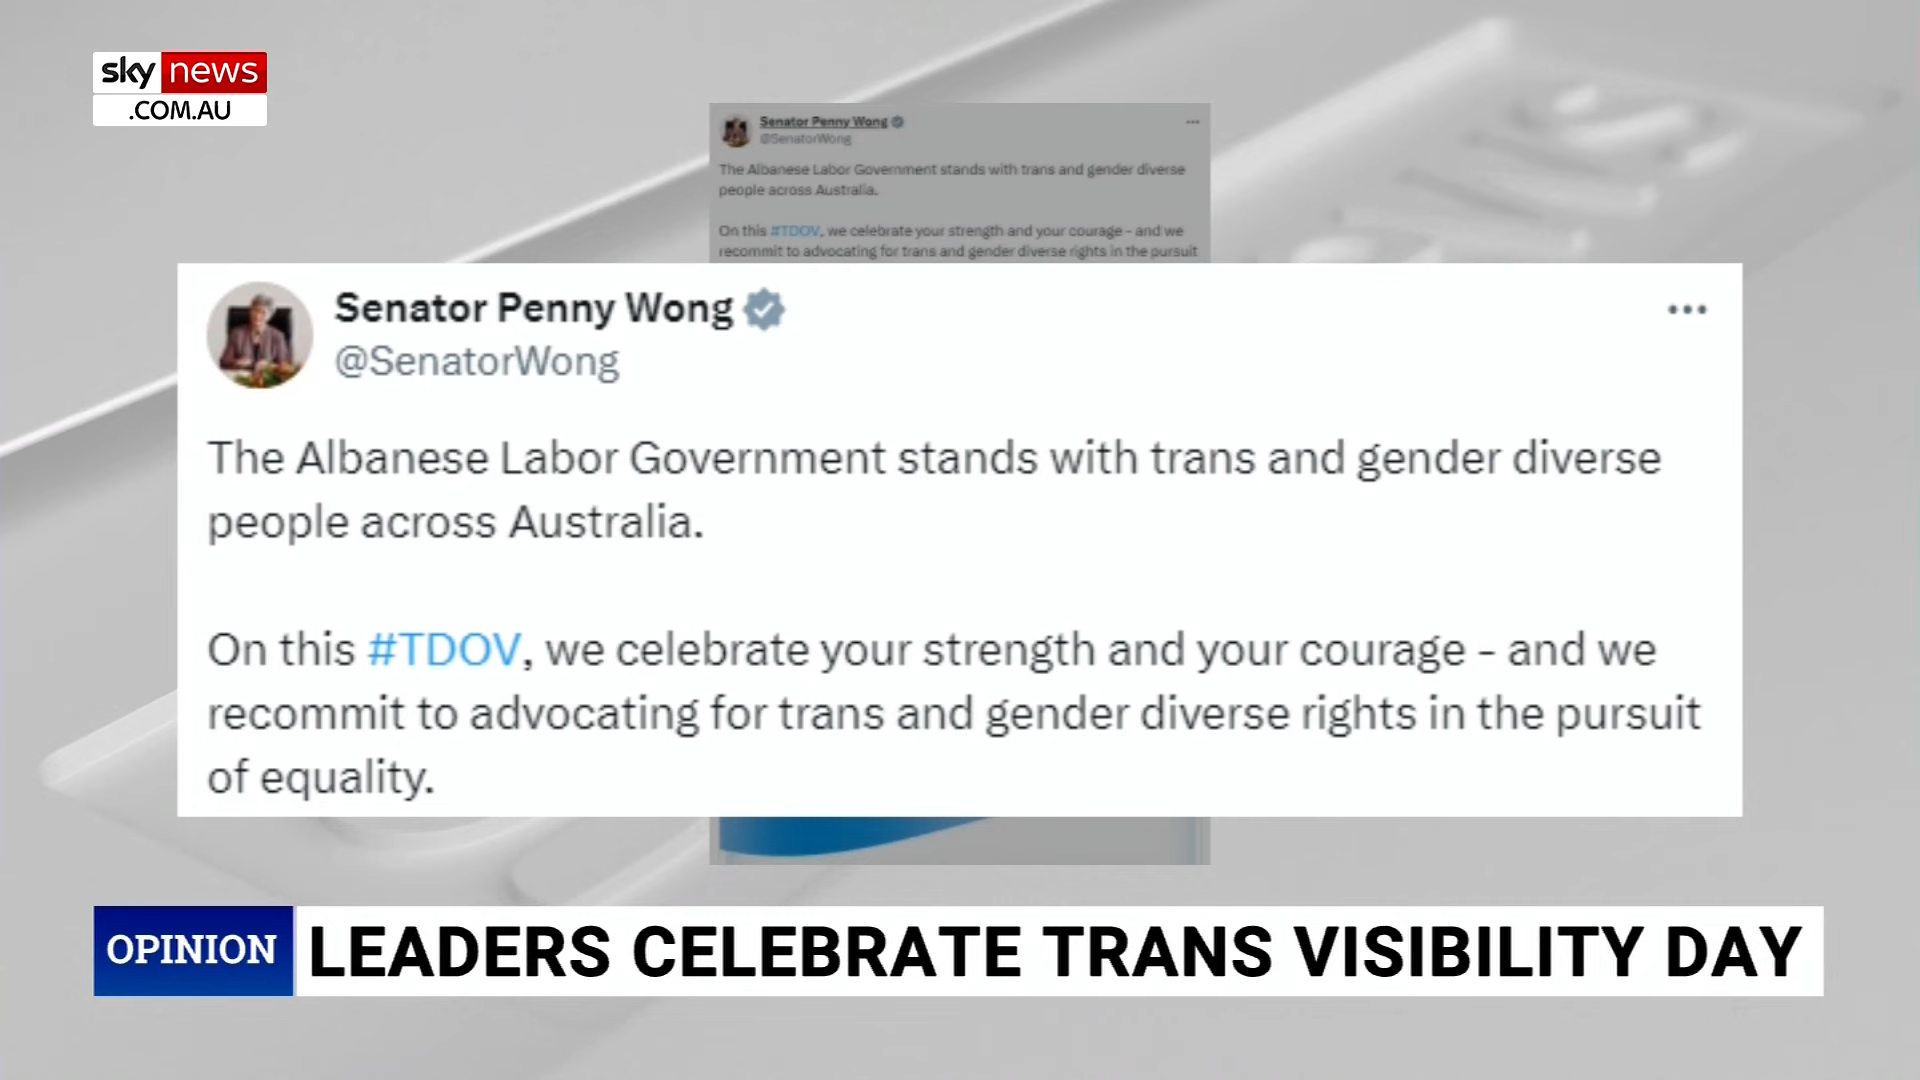 sky news
.COM.AU
Senator Penny Wong
@SenatorWong
The Albanese Labor Government stands with trans and gender diverse
people across Australia.
On this #TDOV, we celebrate your strength and your courage - and we
recommit to advocating for trans and gender diverse rights in the pursuit
Senator Penny Wong
@SenatorWong
The Albanese Labor Government stands with trans and gender diverse
people across Australia.
On this #TDOV, we celebrate your strength and your courage - and we
recommit to advocating for trans and gender diverse rights in the pursuit
of equality.
OPINION LEADERS CELEBRATE TRANS VISIBILITY DAY